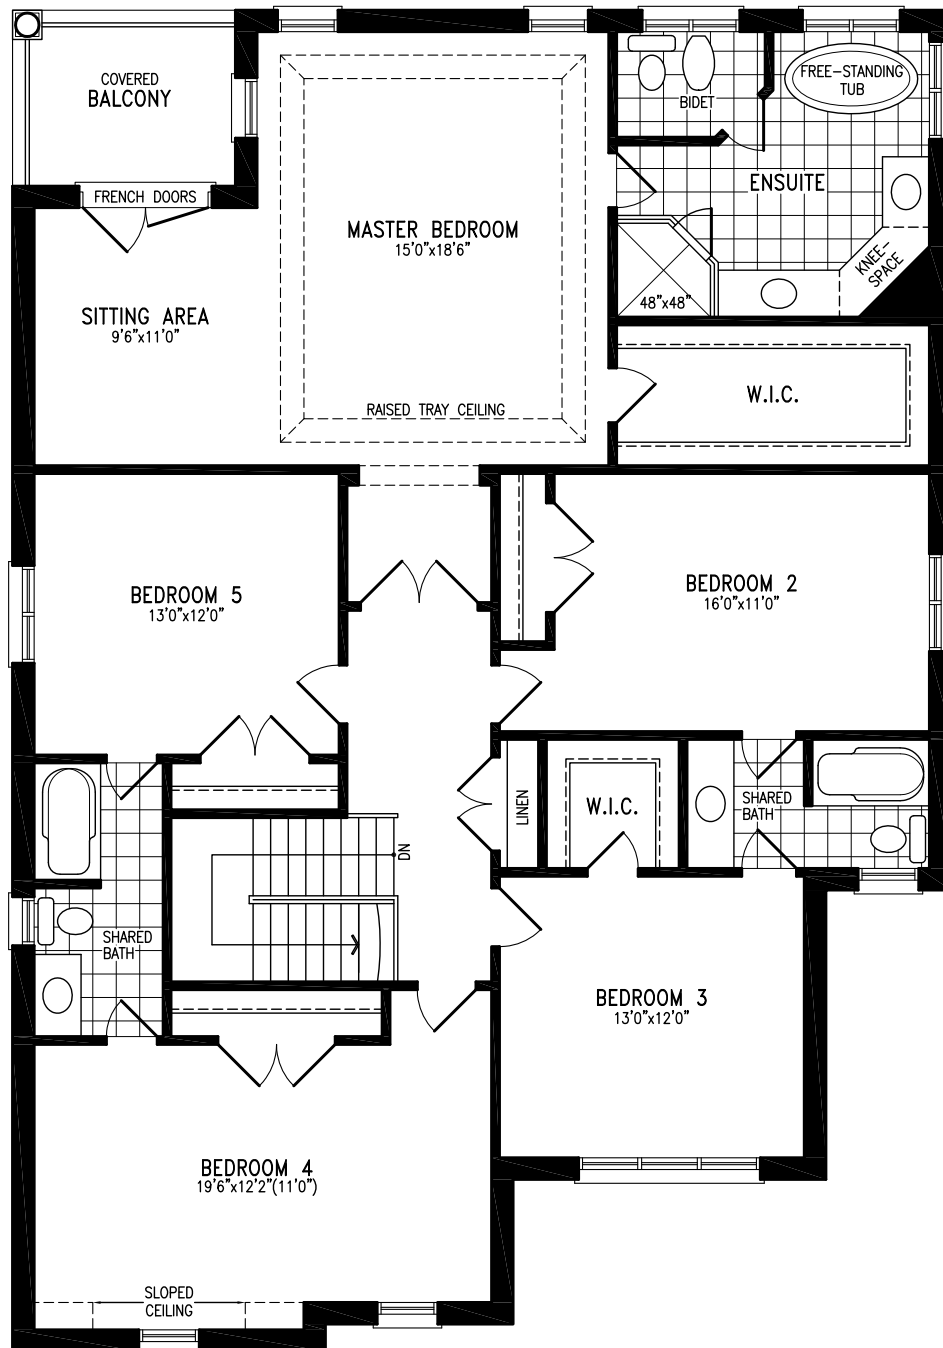 COVERED
BALCONY
FRENCH DOORS
SITTING AREA
9'6"x11'0"
MASTER BEDROOM
15'0"x18'6"
RAISED TRAY CEILING
BIDET
FREE-STANDING
TUB
ENSUITE
KNEE-
SPACE
48"x48"
W.I.C.
BEDROOM 5
13'0"x12'0"
BEDROOM 2
16'0"x11'0"
LINEN
W.I.C.
SHARED
BATH
DN
SHARED
BATH
BEDROOM 3
13'0"x12'0"
BEDROOM 4
19'6"x12'2"(11'0")
SLOPED
CEILING